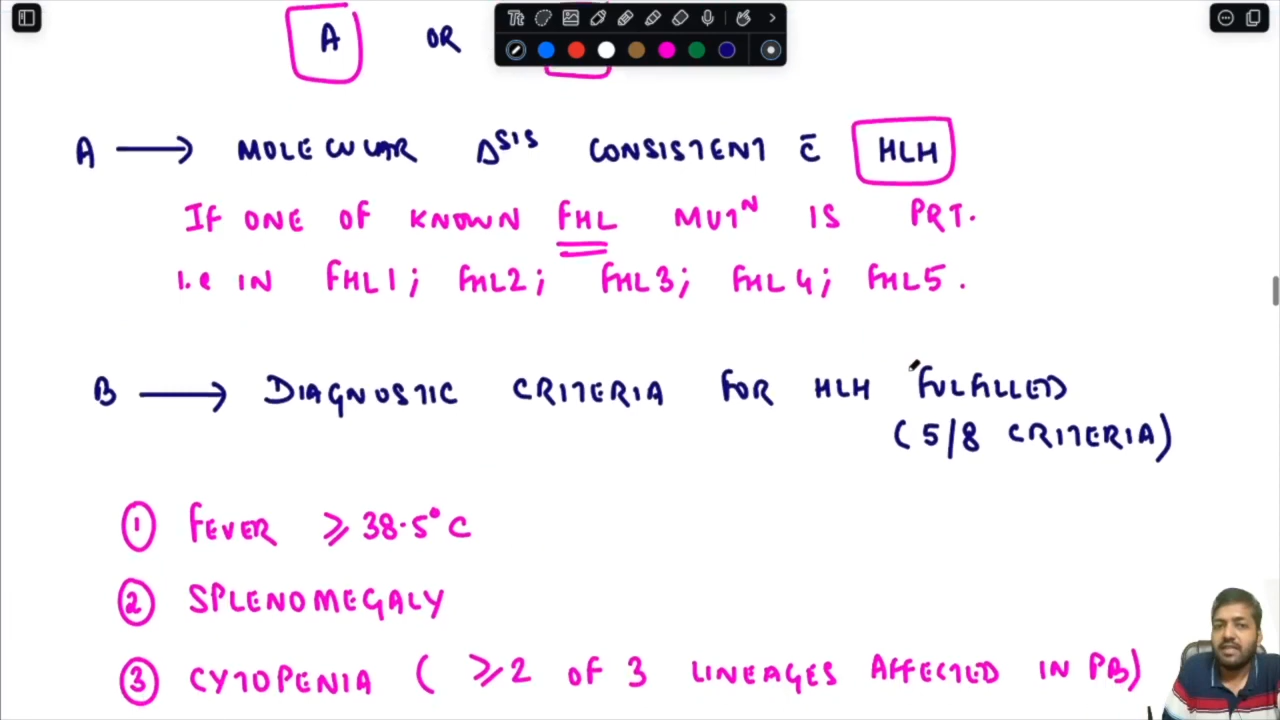 A OR
A → MOLECULAR ΔSIS CONSISTENT c̄ HLH
IF ONE OF KNOWN FHL MUTN IS PRT.
i.e IN FHL1; FHL2; FHL3; FHL4; FHL5.
B → DIAGNOSTIC CRITERIA FOR HLH FULFILLED
(5/8 CRITERIA)
① FEVER ≥ 38.5°C
② SPLENOMEGALY
③ CYTOPENIA ( ≥2 OF 3 LINEAGES AFFECTED IN PB)